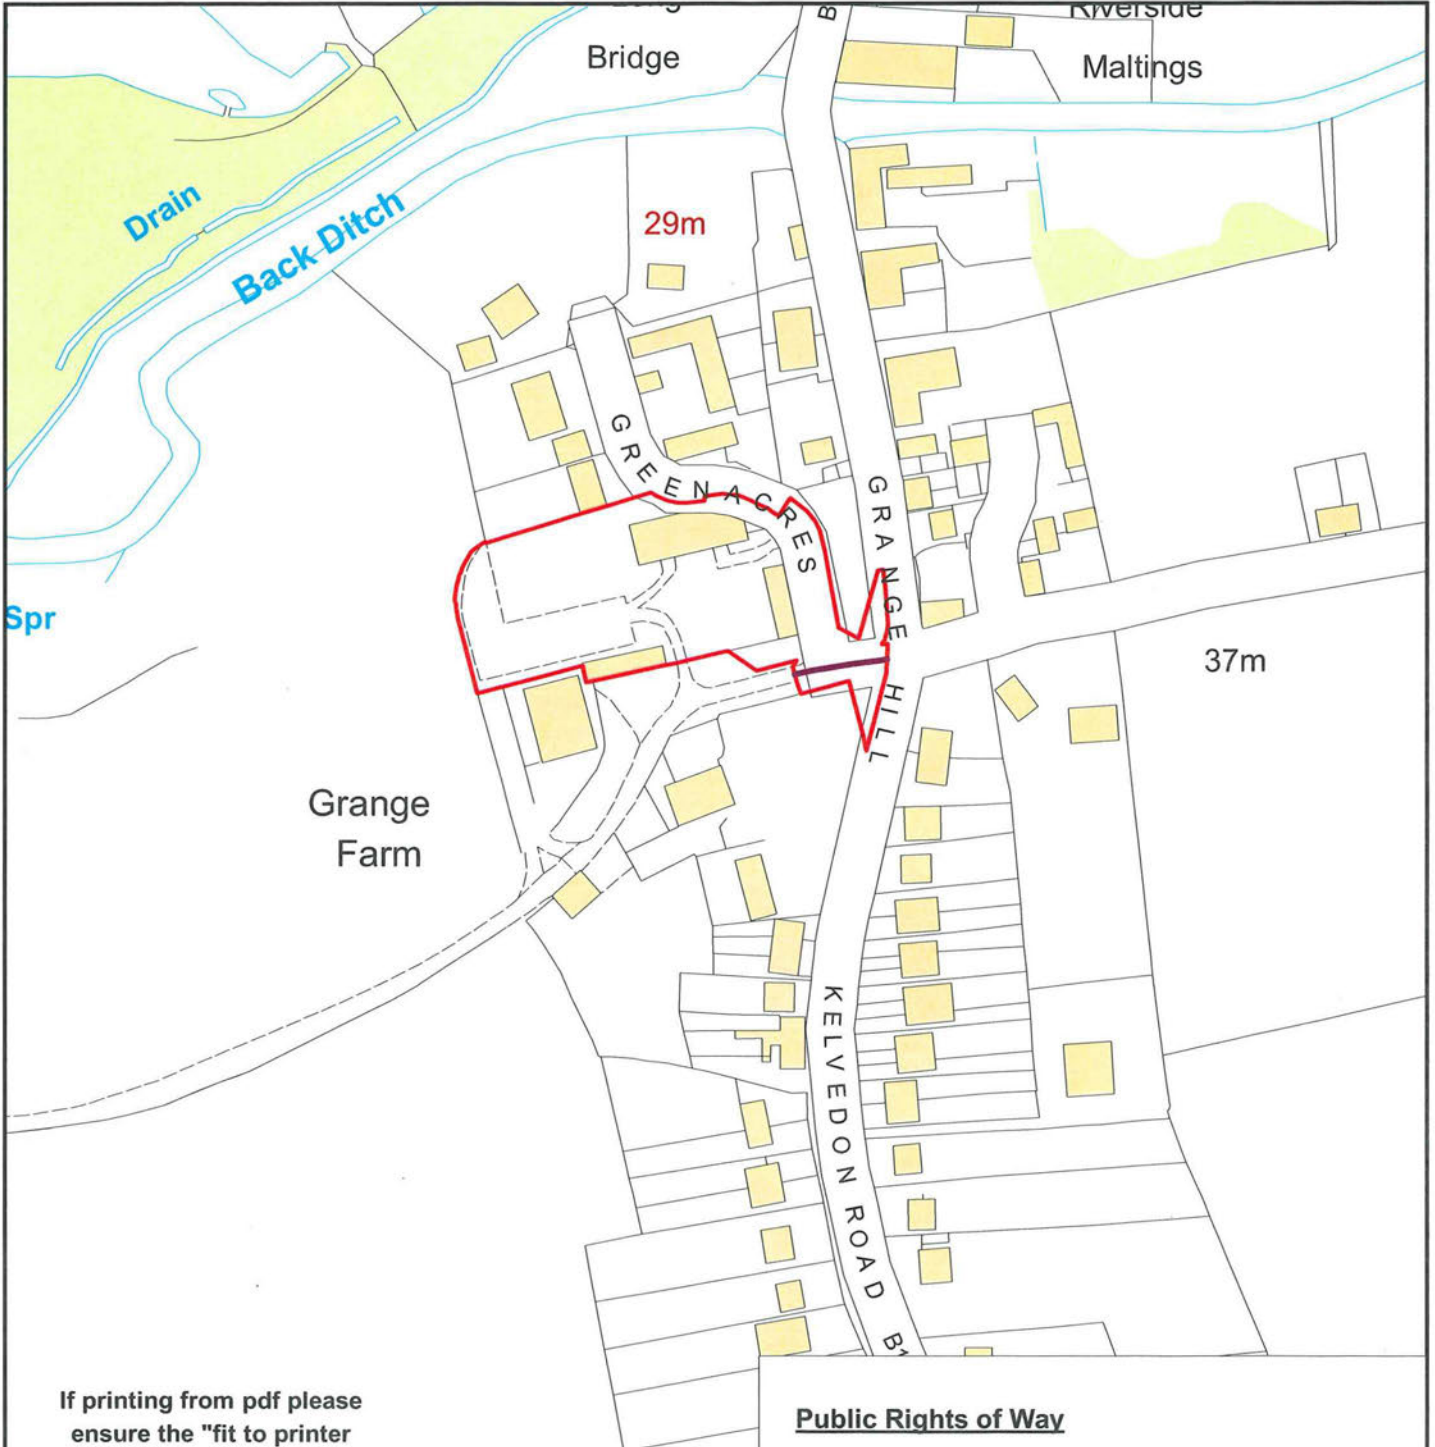 Riverside
Bridge
Maltings
B
Drain
Back Ditch
29m
GREENACRES
GRANGE HILL
Spr
37m
Grange
Farm
KELVEDON ROAD B1
If printing from pdf please
ensure the "fit to printer
Public Rights of Way